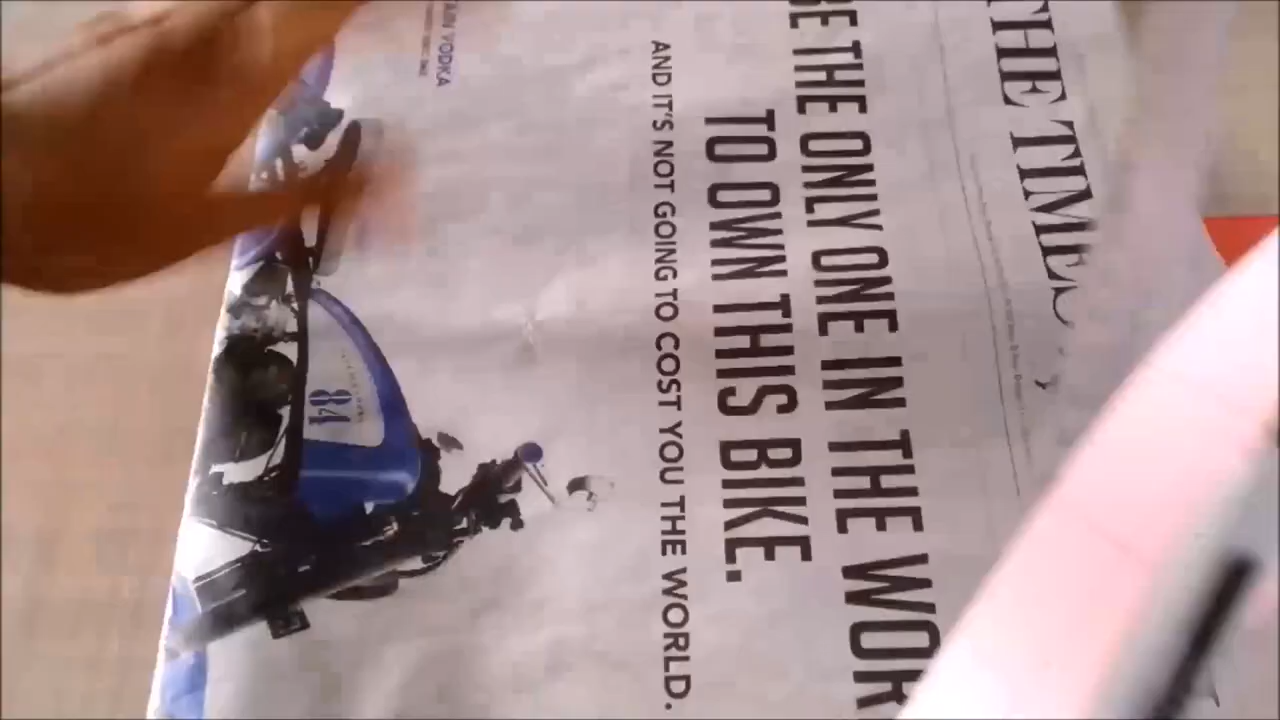 THE TIME
BE THE ONLY ONE IN THE WOR
TO OWN THIS BIKE.
AND IT'S NOT GOING TO COST YOU THE WORLD.
VODKA
84